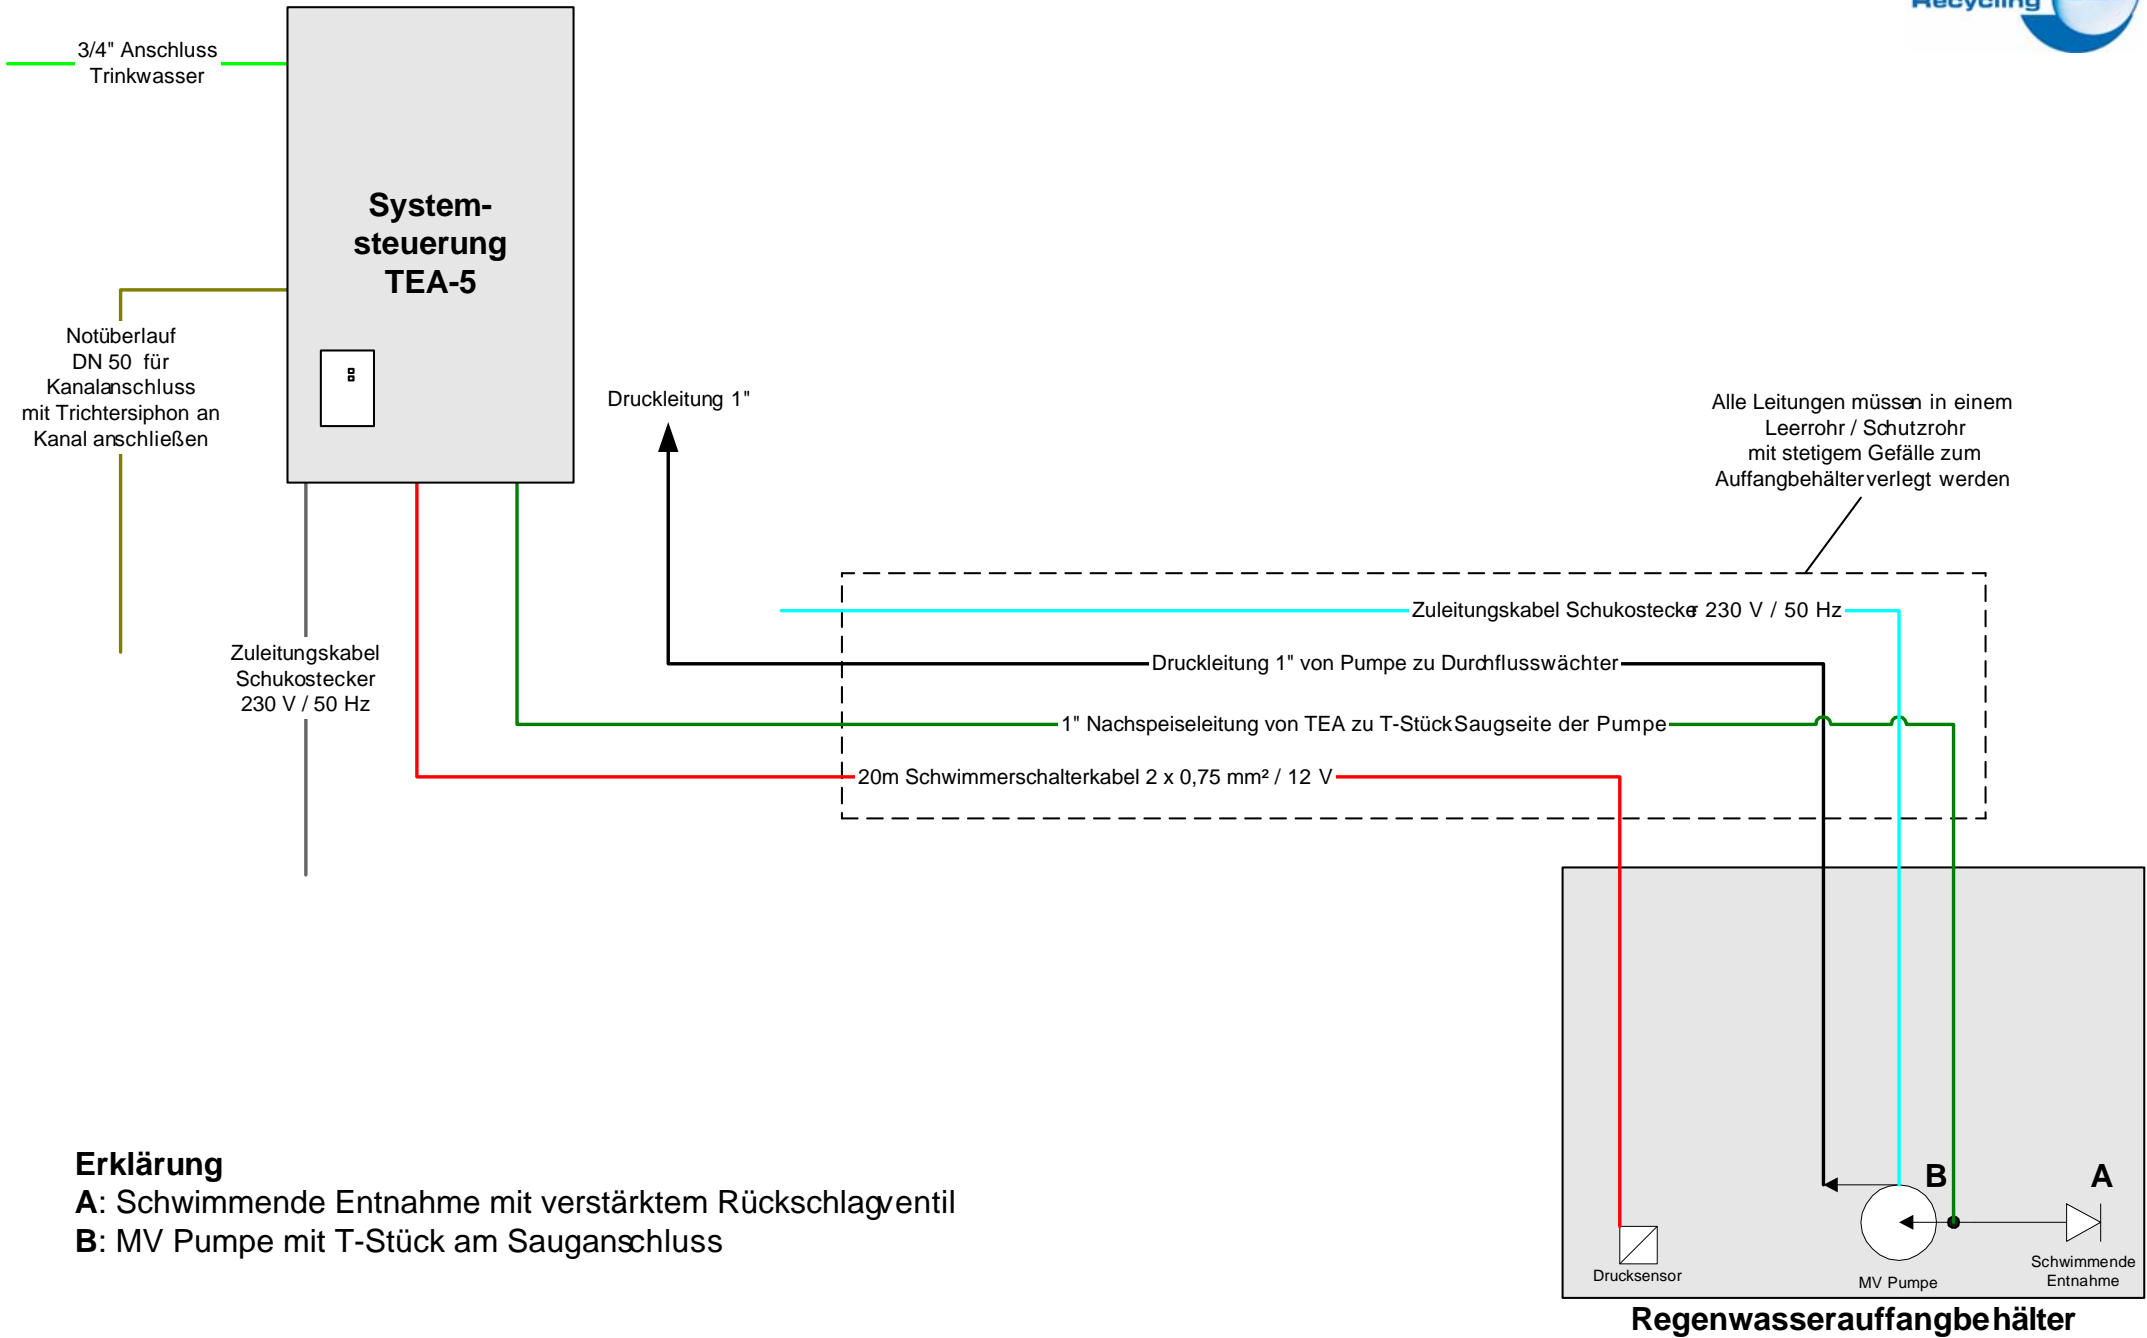 Recycling
3/4" Anschluss
Trinkwasser
System-
steuerung
TEA-5
Notüberlauf
DN 50 für
Kanalanschluss
mit Trichtersiphon an
Kanal anschließen
Druckleitung 1"
Alle Leitungen müssen in einem
Leerrohr / Schutzrohr
mit stetigem Gefälle zum
Auffangbehälter verlegt werden
Zuleitungskabel Schukostecker 230 V / 50 Hz
Zuleitungskabel
Schukostecker
230 V / 50 Hz
Druckleitung 1" von Pumpe zu Durchflusswächter
1" Nachspeiseleitung von TEA zu T-Stück Saugseite der Pumpe
20m Schwimmerschalterkabel 2 x 0,75 mm² / 12 V
Erklärung
A: Schwimmende Entnahme mit verstärktem Rückschlagventil
B: MV Pumpe mit T-Stück am Sauganschluss
B
A
Drucksensor
MV Pumpe
Schwimmende
Entnahme
Regenwasserauffangbehälter